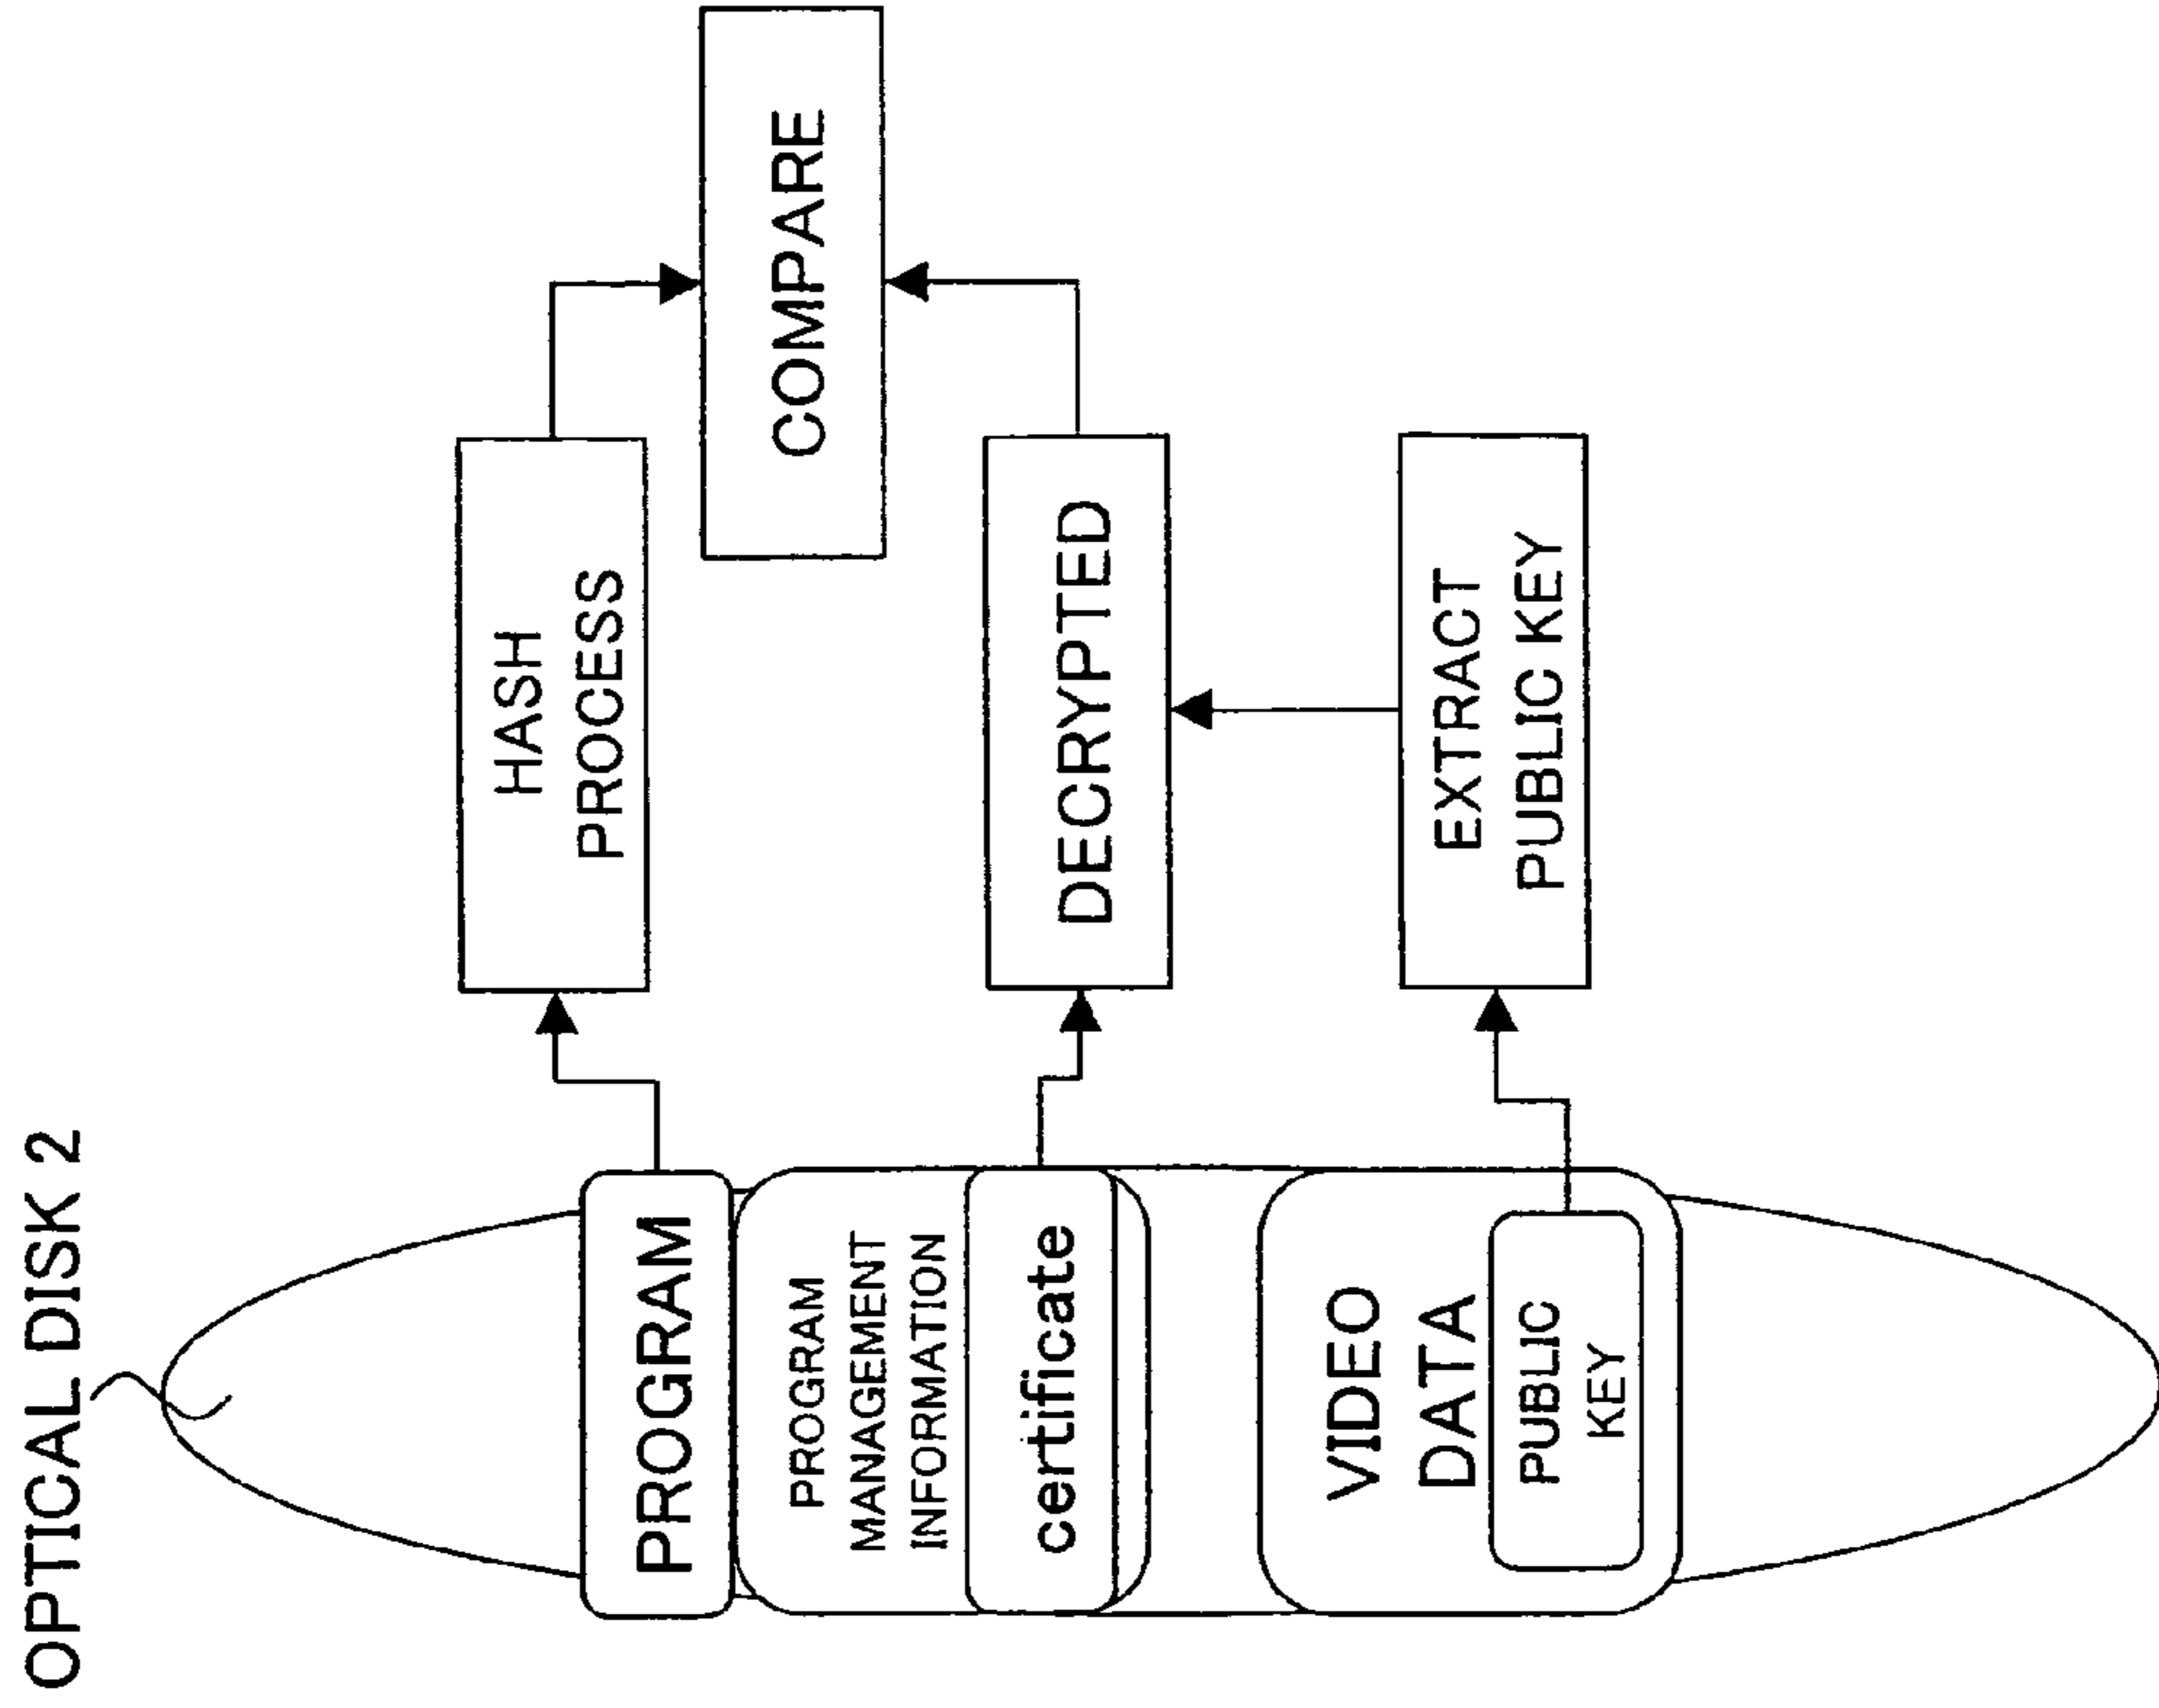 OPTICAL DISK 2
PROGRAM
PROGRAM
MANAGEMENT
INFORMATION
certificate
VIDEO
DATA
PUBLIC
KEY
HASH
PROCESS
DECRYPTED
EXTRACT
PUBLIC KEY
COMPARE